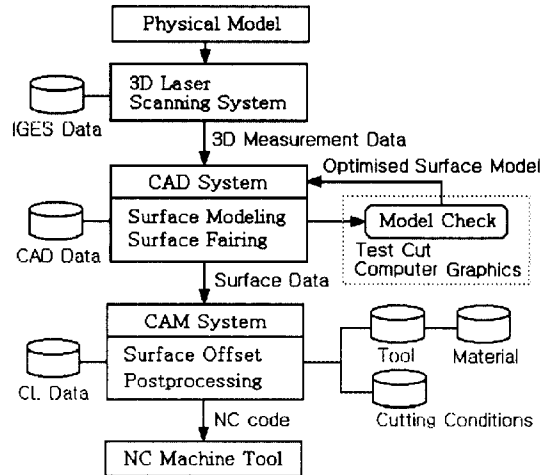 Physical Model
3D Laser
Scanning System
IGES Data
3D Measurement Data
Optimised Surface Model
CAD System
Surface Modeling
Surface Fairing
CAD Data
Model Check
Test Cut
Computer Graphics
Surface Data
CAM System
Surface Offset
Postprocessing
CL Data
Tool
Material
Cutting Conditions
NC code
NC Machine Tool